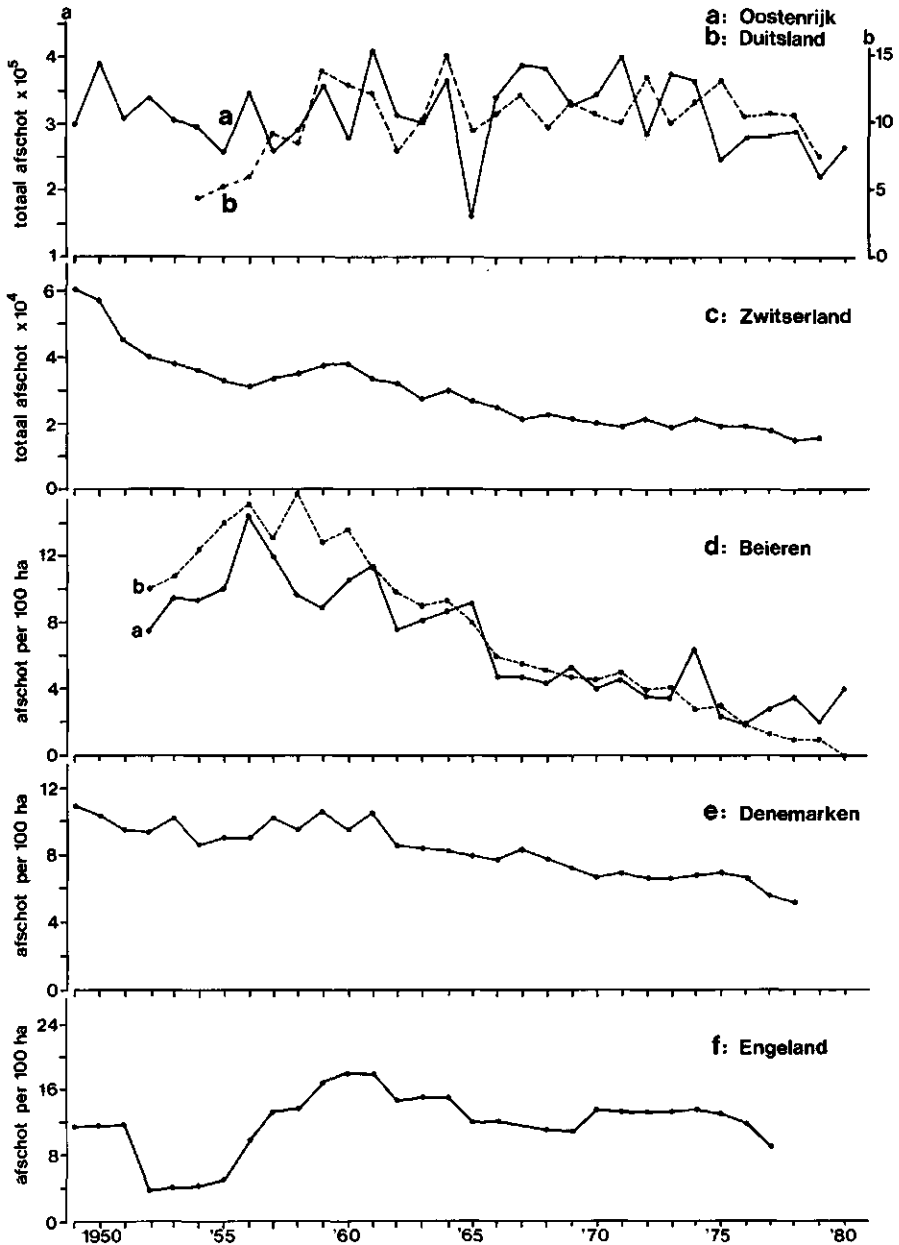 a
a: Oostenrijk
b: Duitsland
b
totaal afschot x 10⁵
4
3
2
1
15
10
5
0
a
b
totaal afschot x 10⁴
6
4
2
0
c: Zwitserland
afschot per 100 ha
12
8
4
0
b
a
d: Beieren
afschot per 100 ha
12
8
4
0
e: Denemarken
afschot per 100 ha
24
16
8
0
f: Engeland
1950 '55 '60 '65 '70 '75 '80